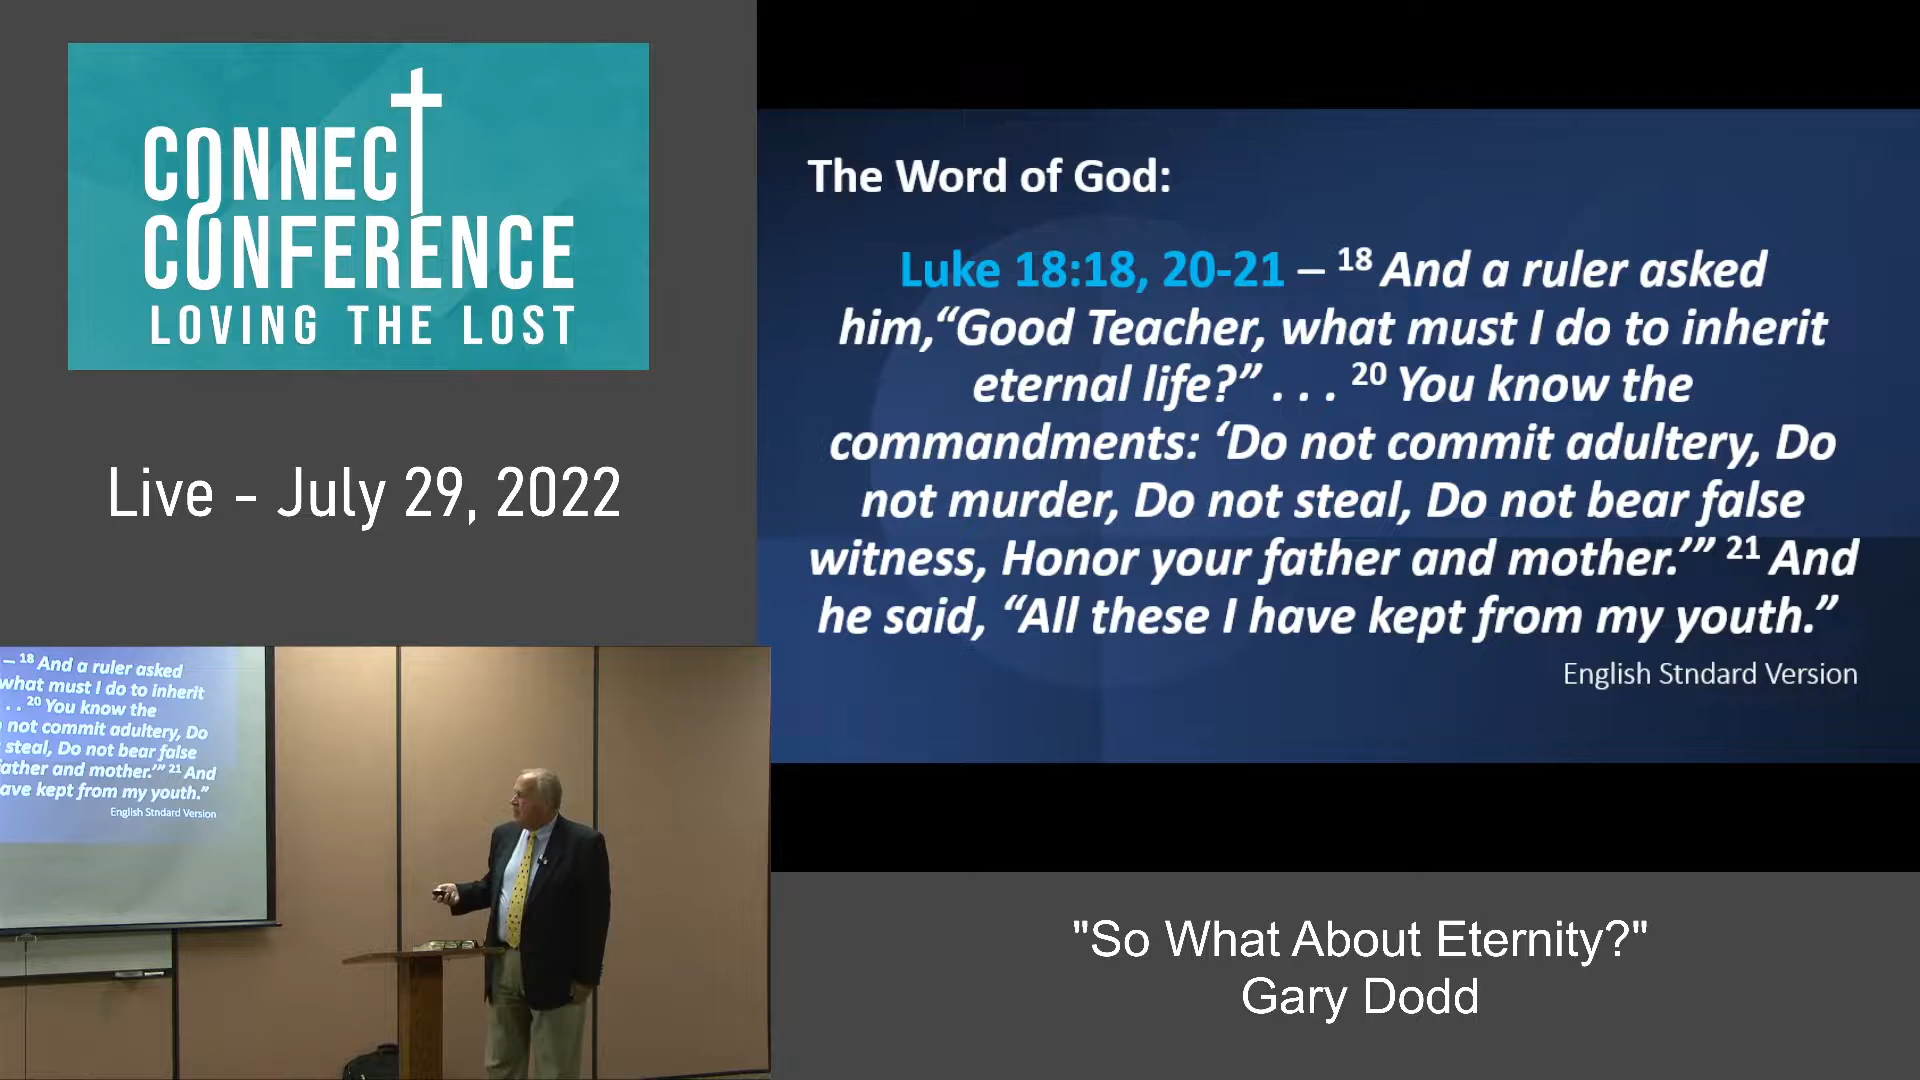 CONNECT
CONFERENCE
LOVING THE LOST
Live - July 29, 2022
The Word of God:
Luke 18:18, 20-21 – 18 And a ruler asked
him,“Good Teacher, what must I do to inherit
eternal life?” . . . 20 You know the
commandments: ‘Do not commit adultery, Do
not murder, Do not steal, Do not bear false
witness, Honor your father and mother.’” 21 And
he said, “All these I have kept from my youth.”
English Stndard Version
– 18 And a ruler asked
what must I do to inherit
. . 20 You know the
not commit adultery, Do
steal, Do not bear false
father and mother.’” 21 And
ave kept from my youth.”
English Stndard Version
"So What About Eternity?"
Gary Dodd